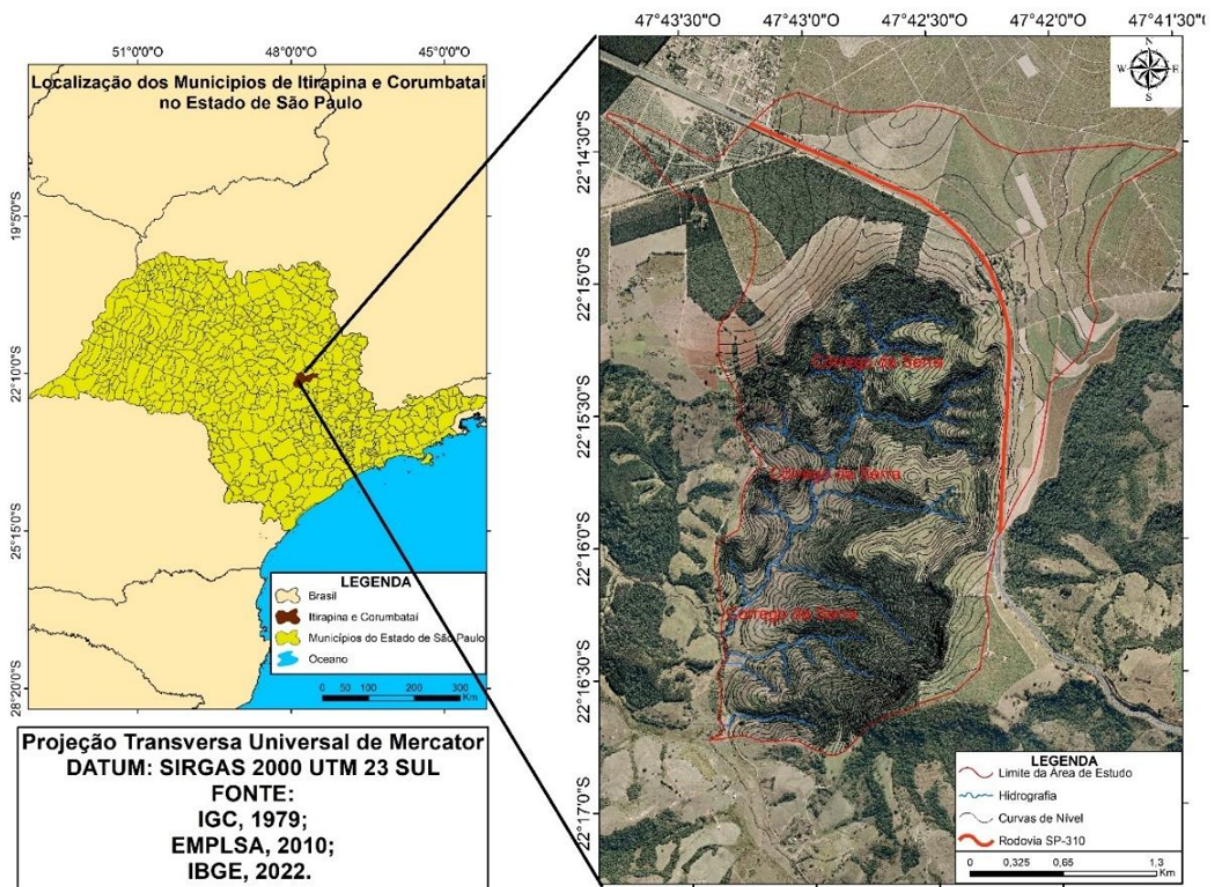 51°0'0"O 48°0'0"O 45°0'0"O
Localização dos Municipios de Itirapina e Corumbataí
no Estado de São Paulo
19°5'0"S
22°10'0"S
25°15'0"S
28°20'0"S
LEGENDA
Brasil
Itirapina e Corumbataí
Municípios do Estado de São Paulo
Oceano
0 50 100 200 300
Km
Projeção Transversa Universal de Mercator
DATUM: SIRGAS 2000 UTM 23 SUL
FONTE:
IGC, 1979;
EMPLSA, 2010;
IBGE, 2022.
47°43'30"O 47°43'0"O 47°42'30"O 47°42'0"O 47°41'30"O
N
W E
S
22°14'30"S
22°15'0"S
22°15'30"S
22°16'0"S
22°16'30"S
22°17'0"S
Córrego da Serra
Córrego da Serra
Córrego da Serra
LEGENDA
Limite da Área de Estudo
Hidrografia
Curvas de Nível
Rodovia SP-310
0 0,325 0,65 1,3
Km